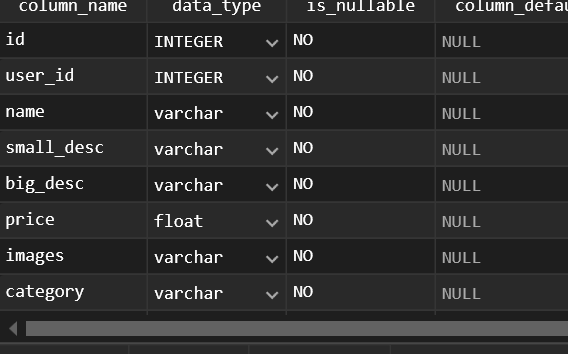 column_name data_type is_nullable
id INTEGER NO NULL
user_id INTEGER NO NULL
name varchar NO NULL
small_desc varchar NO NULL
big_desc varchar NO NULL
price float NO NULL
images varchar NO NULL
category varchar NO NULL